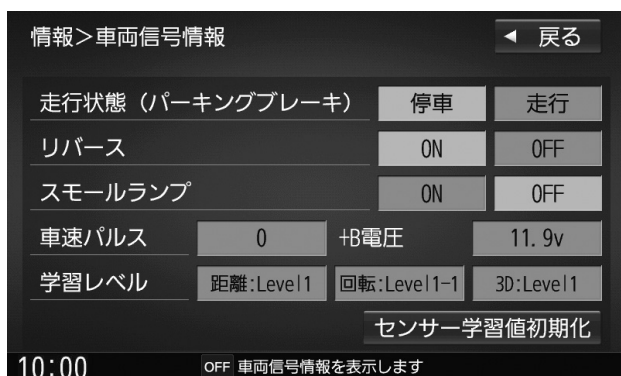 情報＞車両信号情報 ◀ 戻る
走行状態（パーキングブレーキ） 停車 走行
リバース ON OFF
スモールランプ ON OFF
車速パルス 0 +B電圧 11.9v
学習レベル 距離:Level1 回転:Level1-1 3D:Level1
センサー学習値初期化
10:00 OFF 車両信号情報を表示します